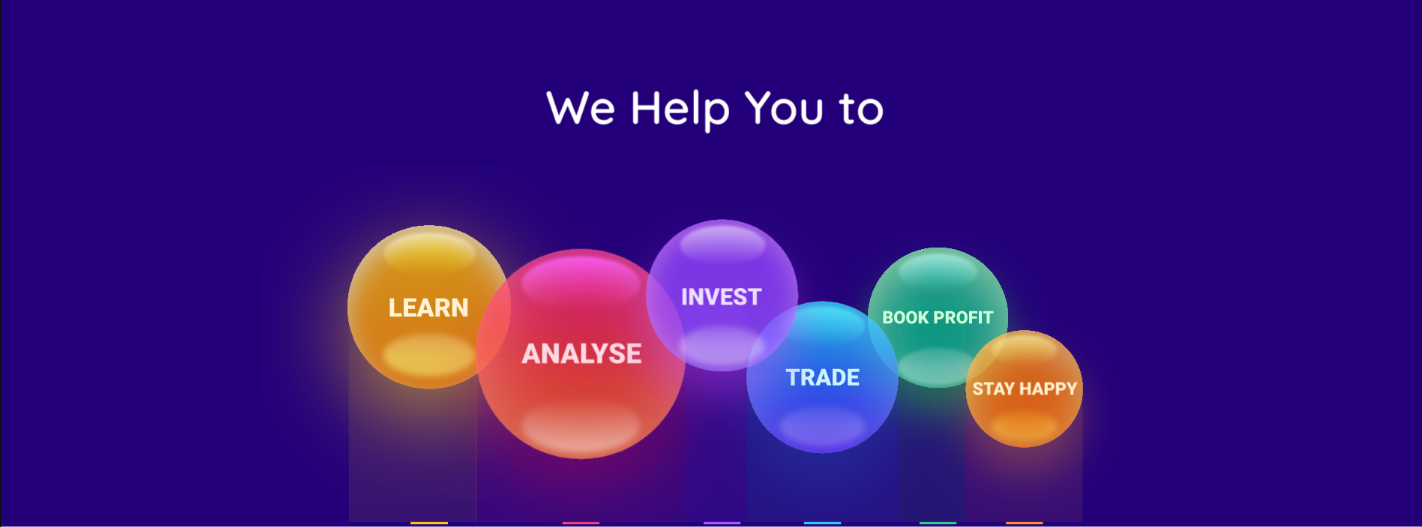 We Help You to
LEARN
ANALYSE
INVEST
TRADE
BOOK PROFIT
STAY HAPPY